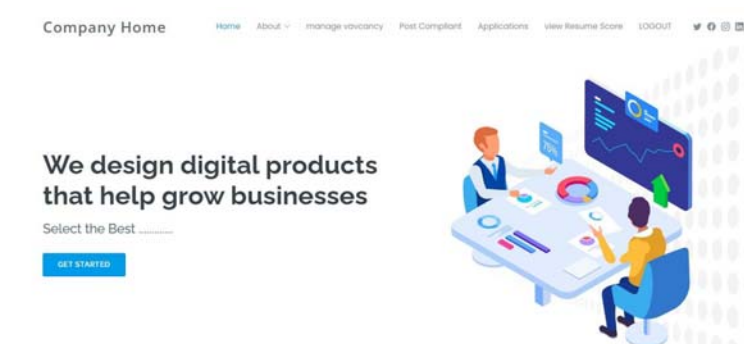 Company Home
Home About manage vavcancy Post Compliant Applications view Resume Score LOGOUT
We design digital products
that help grow businesses
Select the Best ............
GET STARTED
75%